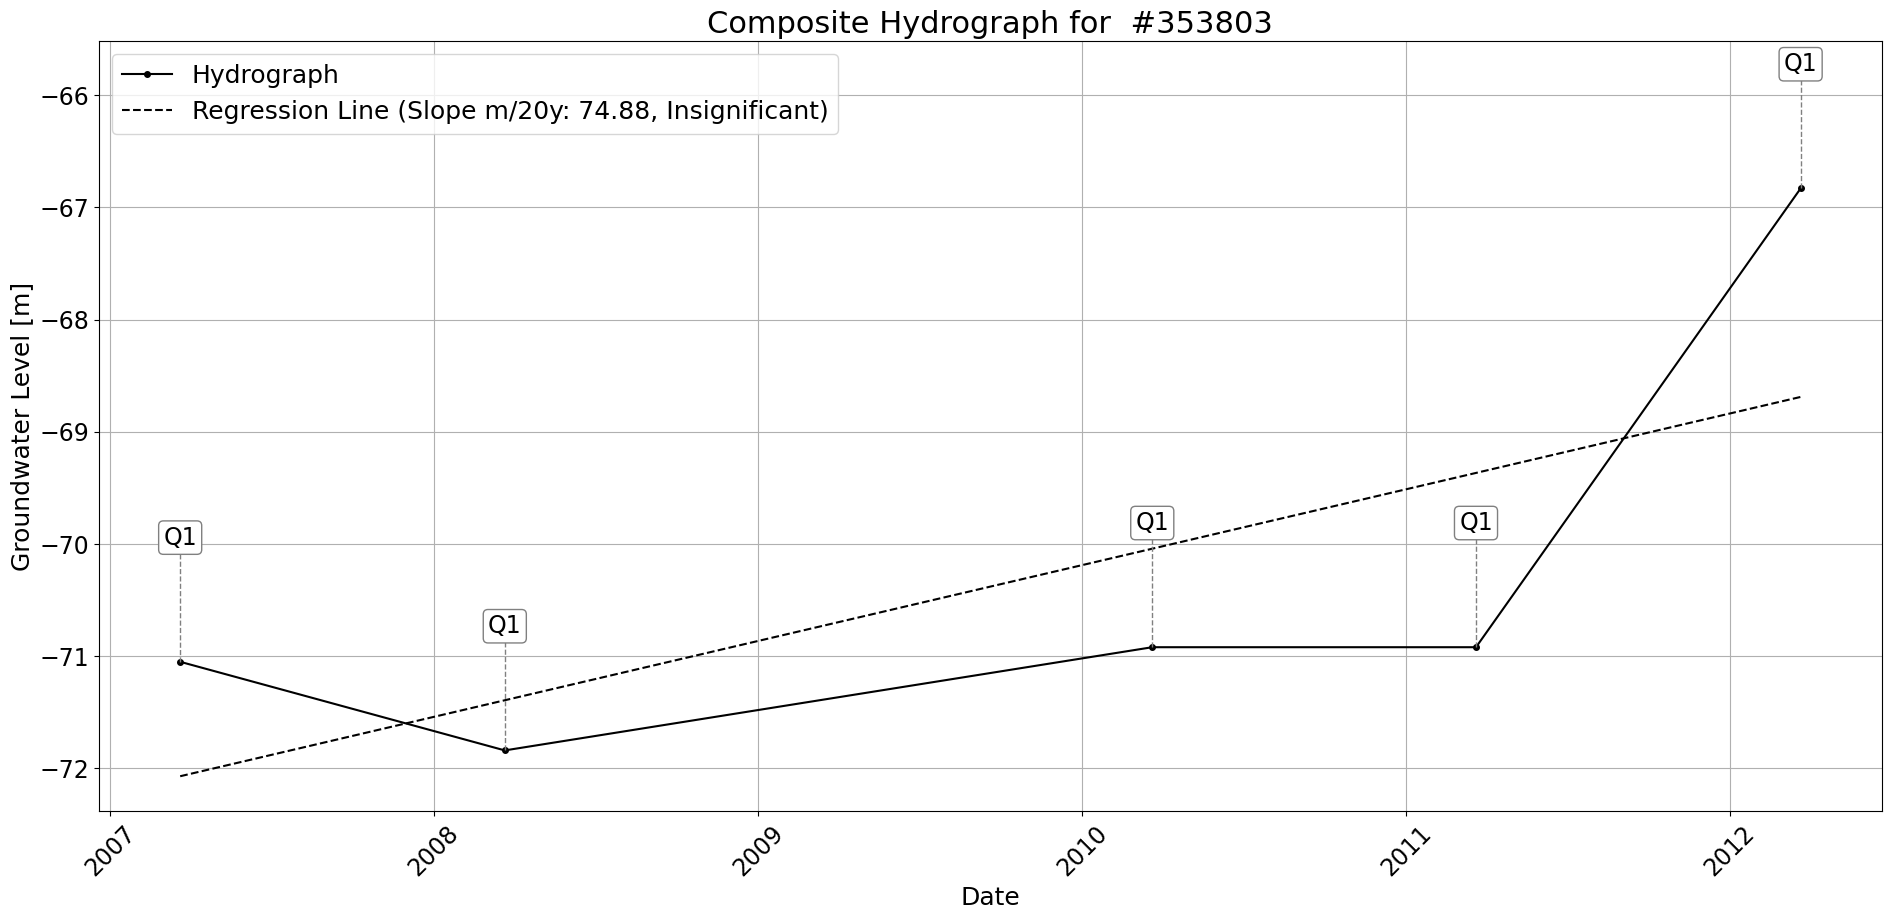 Composite Hydrograph for  #353803
Hydrograph
Regression Line (Slope m/20y: 74.88, Insignificant)
Q1
Q1
Q1
Q1
Q1
−66
−67
−68
−69
−70
−71
−72
Groundwater Level [m]
2007
2008
2009
2010
2011
2012
Date